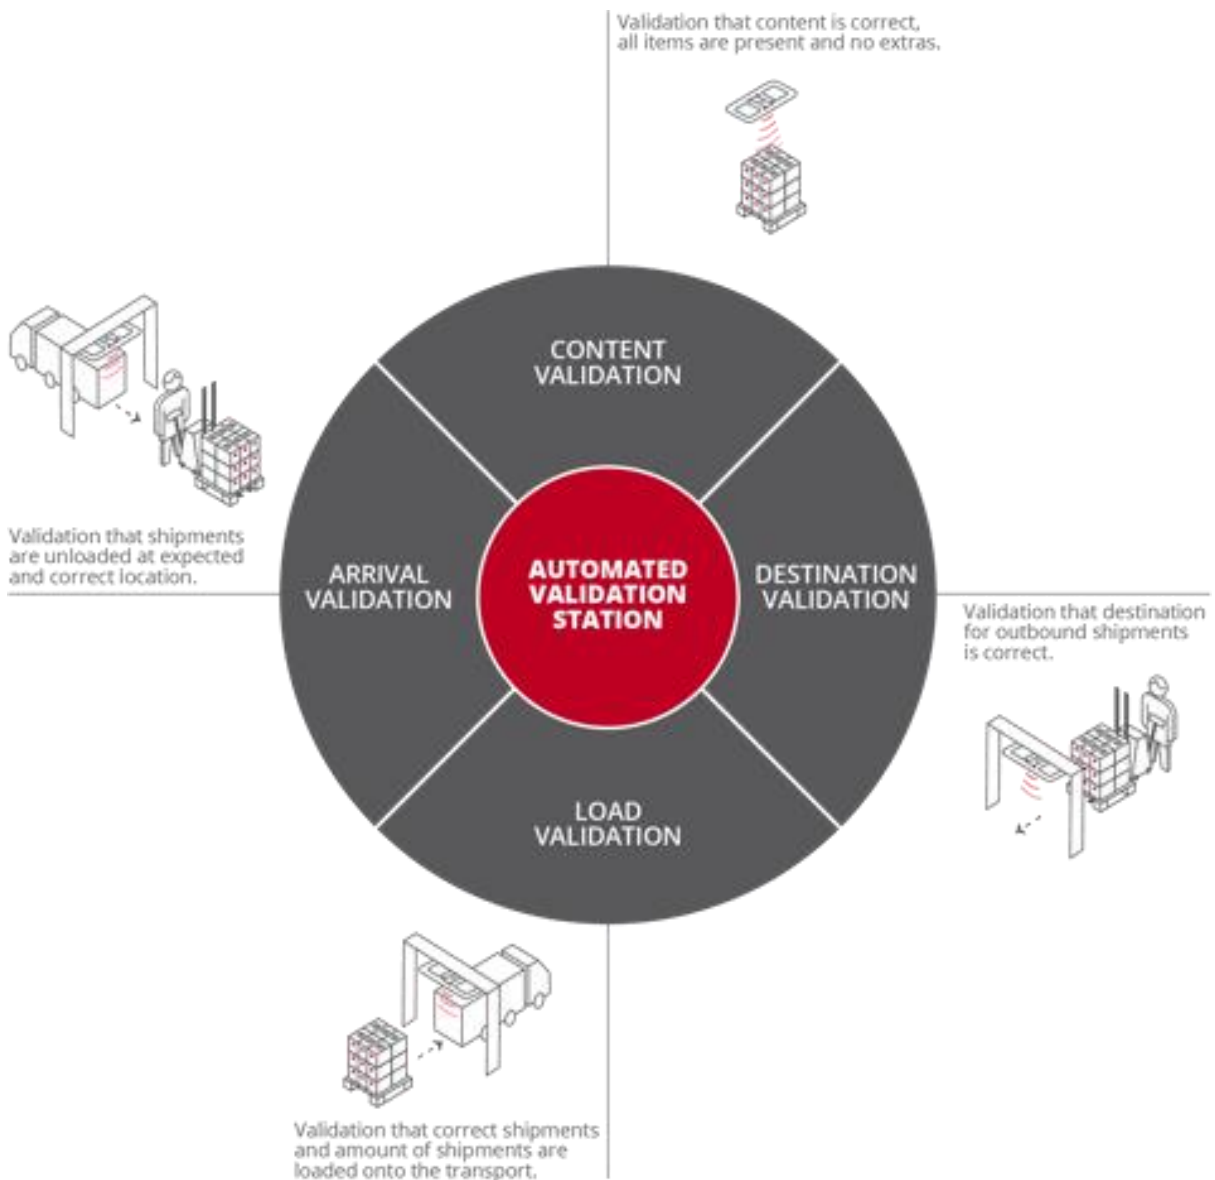 Validation that content is correct,
all items are present and no extras.
CONTENT
VALIDATION
Validation that shipments
are unloaded at expected
and correct location.
ARRIVAL
VALIDATION
AUTOMATED
VALIDATION
STATION
DESTINATION
VALIDATION
Validation that destination
for outbound shipments
is correct.
LOAD
VALIDATION
Validation that correct shipments
and amount of shipments are
loaded onto the transport.